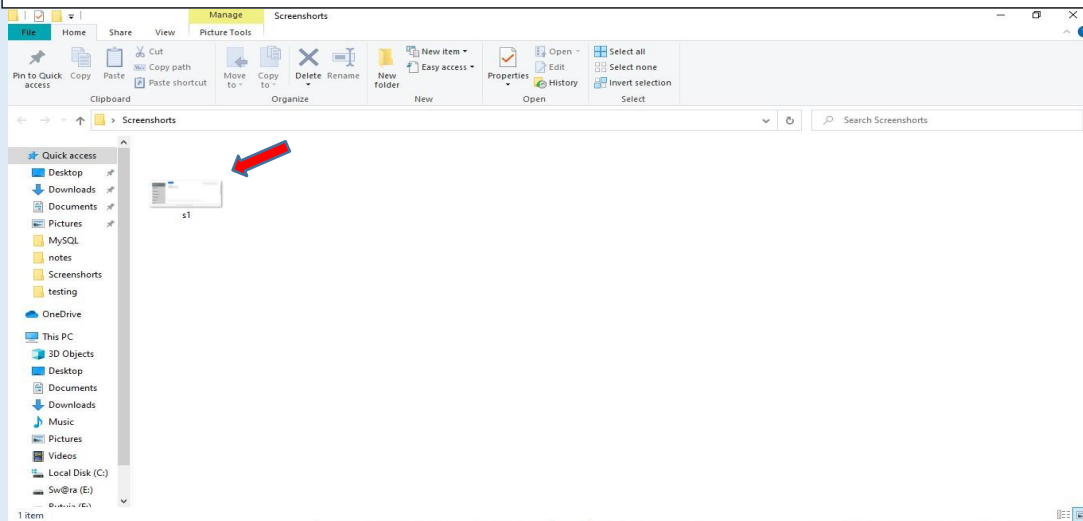 Manage
Screenshorts
File
Home
Share
View
Picture Tools
Pin to Quick access
Copy
Paste
Cut
Copy path
Paste shortcut
Clipboard
Move to
Copy to
Delete
Rename
Organize
New folder
New item
Easy access
New
Properties
Open
Edit
History
Open
Select all
Select none
Invert selection
Select
Screenshorts
Search Screenshorts
Quick access
Desktop
Downloads
Documents
Pictures
MySQL
notes
Screenshorts
testing
OneDrive
This PC
3D Objects
Desktop
Documents
Downloads
Music
Pictures
Videos
Local Disk (C:)
Sw@ra (E:)
s1
1 item